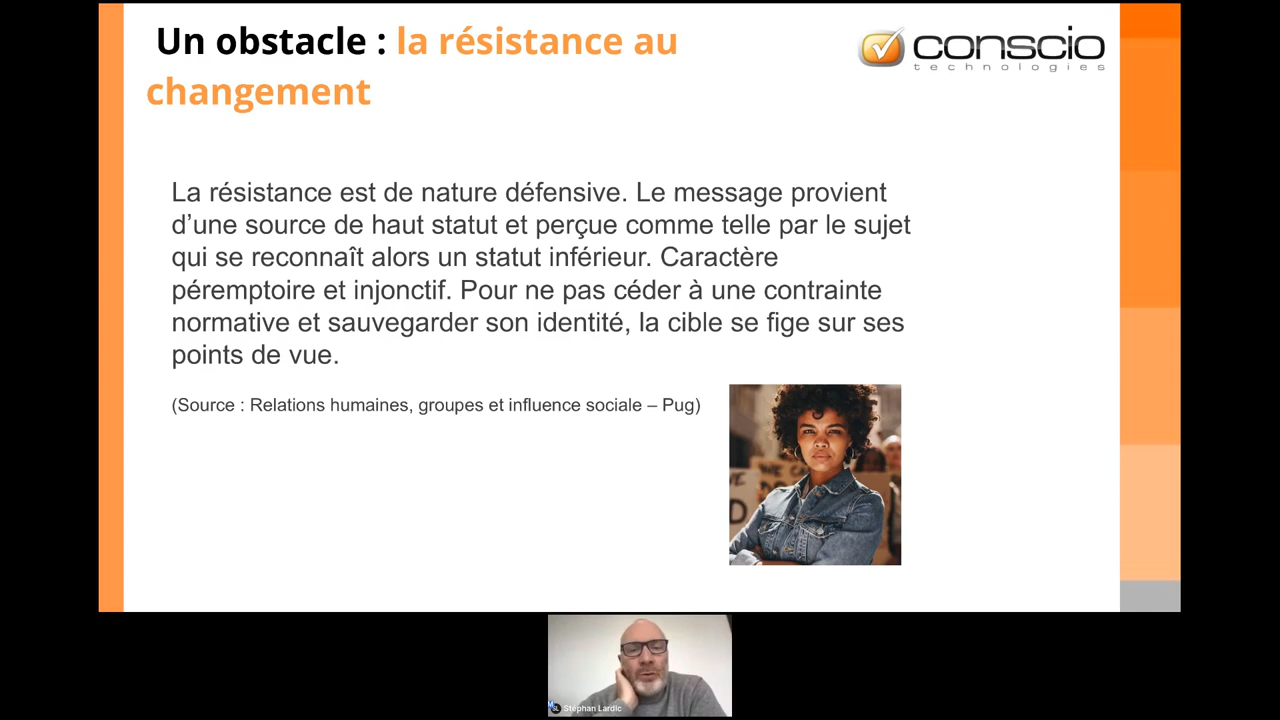 Un obstacle : la résistance au
changement
conscio
technologies
La résistance est de nature défensive. Le message provient
d’une source de haut statut et perçue comme telle par le sujet
qui se reconnaît alors un statut inférieur. Caractère
péremptoire et injonctif. Pour ne pas céder à une contrainte
normative et sauvegarder son identité, la cible se fige sur ses
points de vue.
(Source : Relations humaines, groupes et influence sociale – Pug)
WE
D
SL
Stéphan Lardic